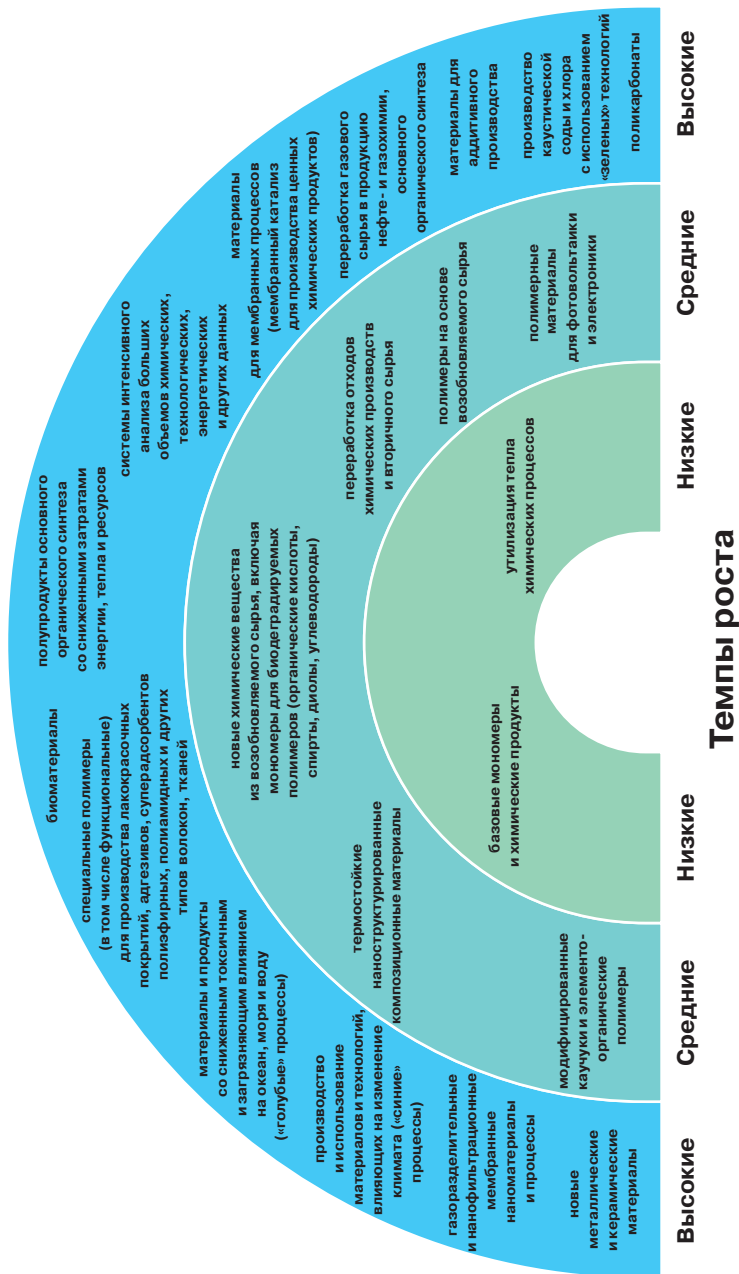 новые
металлические
и керамические
материалы
газоразделительные
и нанофильтрационные
мембранные
наноматериалы
и процессы
производство
и использование
материалов и технологий,
влияющих на изменение
климата («синие»
процессы)
материалы и продукты
со сниженным токсичным
и загрязняющим влиянием
на океан, моря и воду
(«голубые» процессы)
специальные полимеры
(в том числе функциональные)
для производства лакокрасочных
покрытий, адгезивов, суперадсорбентов
полиэфирных, полиамидных и других
типов волокон, тканей
биоматериалы
полупродукты основного
органического синтеза
со сниженными затратами
энергии, тепла и ресурсов
системы интенсивного
анализа больших
объемов химических,
технологических,
энергетических
и других данных
материалы
для мембранных процессов
(мембранный катализ
для производства ценных
химических продуктов)
переработка газового
сырья в продукцию
нефте- и газохимии,
основного
органического синтеза
материалы для
аддитивного
производства
производство
каустической
соды и хлора
с использованием
«зеленых» технологий
поликарбонаты
модифицированные
каучуки и элементо-
органические
полимеры
термостойкие
наноструктурированные
композиционные материалы
новые химические вещества
из возобновляемого сырья, включая
мономеры для биодеградируемых
полимеров (органические кислоты,
спирты, диолы, углеводороды)
переработка отходов
химических производств
и вторичного сырья
полимеры на основе
возобновляемого сырья
полимерные
материалы
для фотовольтаики
и электроники
базовые мономеры
и химические продукты
утилизация тепла
химических процессов
Высокие
Средние
Низкие
Низкие
Средние
Высокие
Темпы роста